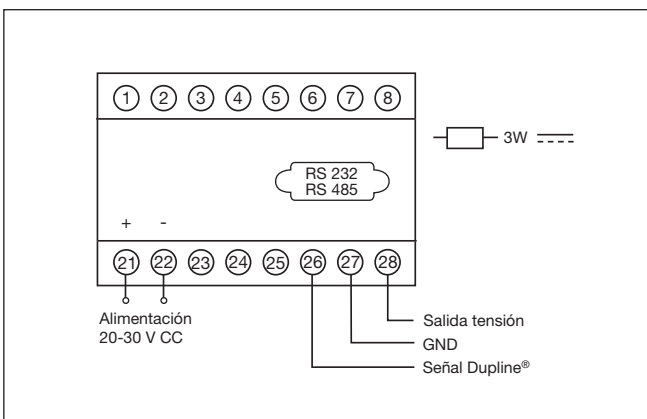 1 2 3 4 5 6 7 8
3W
RS 232
RS 485
+ -
21 22 23 24 25 26 27 28
Alimentación
20-30 V CC
Salida tensión
GND
Señal Dupline®